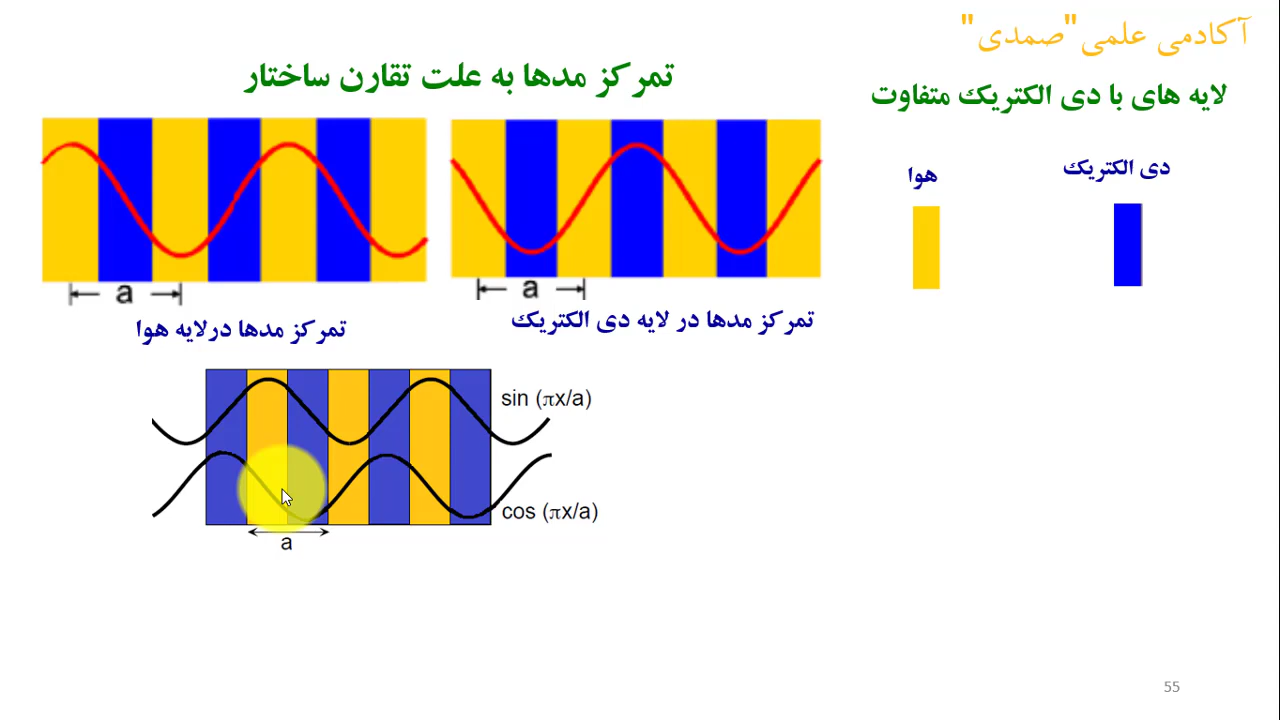 آکادمی علمی"صمدی"
تمرکز مدها به علت تقارن ساختار
لایه های با دی الکتریک متفاوت
دی الکتریک
هوا
a
a
تمرکز مدها در لایه دی الکتریک
تمرکز مدها درلایه هوا
sin (πx/a)
cos (πx/a)
a
55